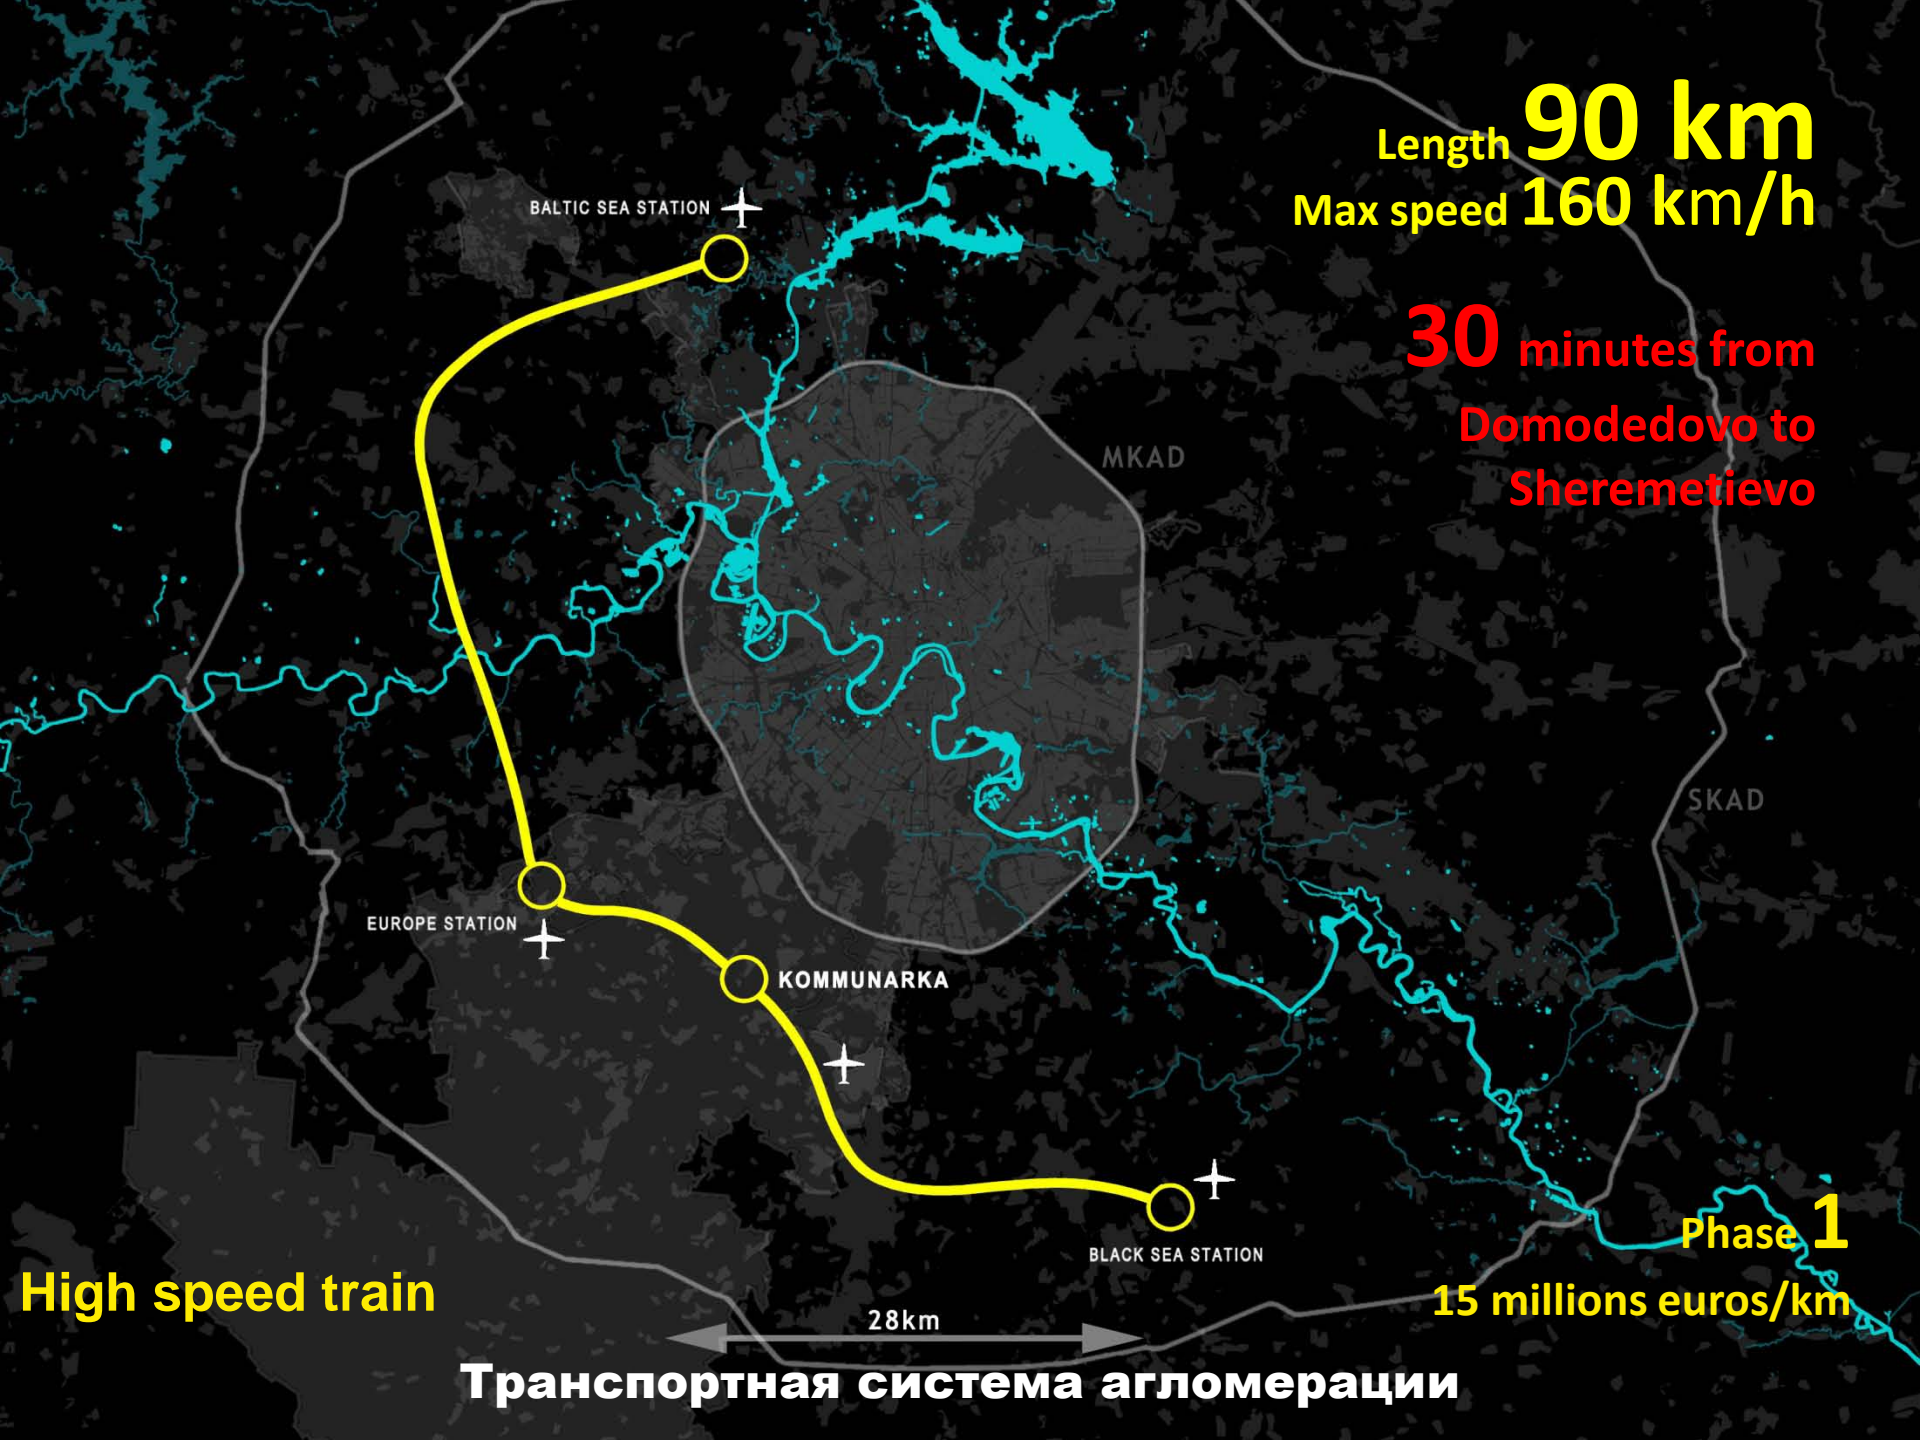 Length 90 km
Max speed 160 km/h
BALTIC SEA STATION
30 minutes from
Domodedovo to
Sheremetievo
MKAD
SKAD
EUROPE STATION
KOMMUNARKA
BLACK SEA STATION
Phase 1
15 millions euros/km
High speed train
28km
Транспортная система агломерации